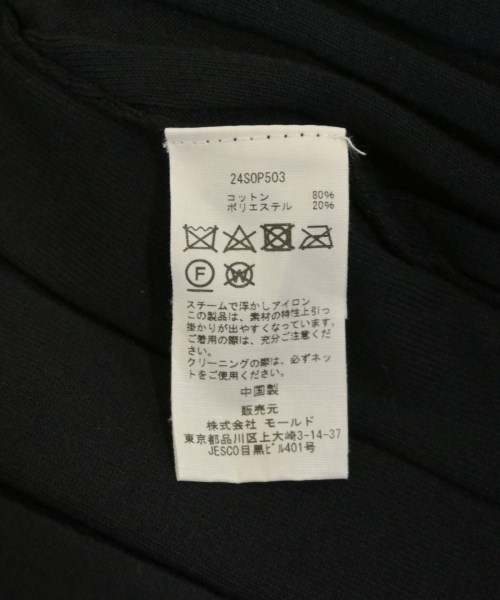 24SOP503
コットン 80%
ポリエステル 20%
F W
スチームで浮かしアイロン
この製品は、素材の特性上引っ
掛かりが出やすくなっています。
ご着用の際は、充分ご注意くだ
さい。
クリーニングの際は、必ずネッ
トをご使用ください。
中国製
販売元
株式会社 モールド
東京都品川区上大崎3-14-37
JESCO目黒ﾋﾞﾙ401号